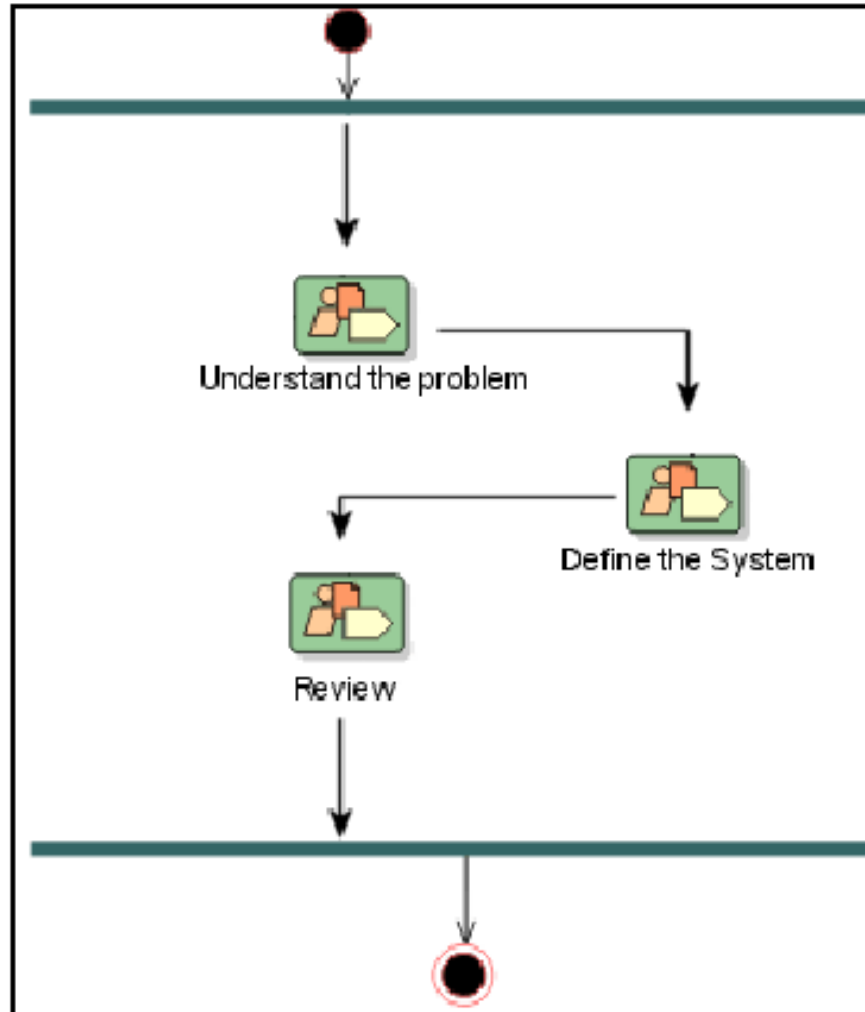 Understand the problem
Define the System
Review